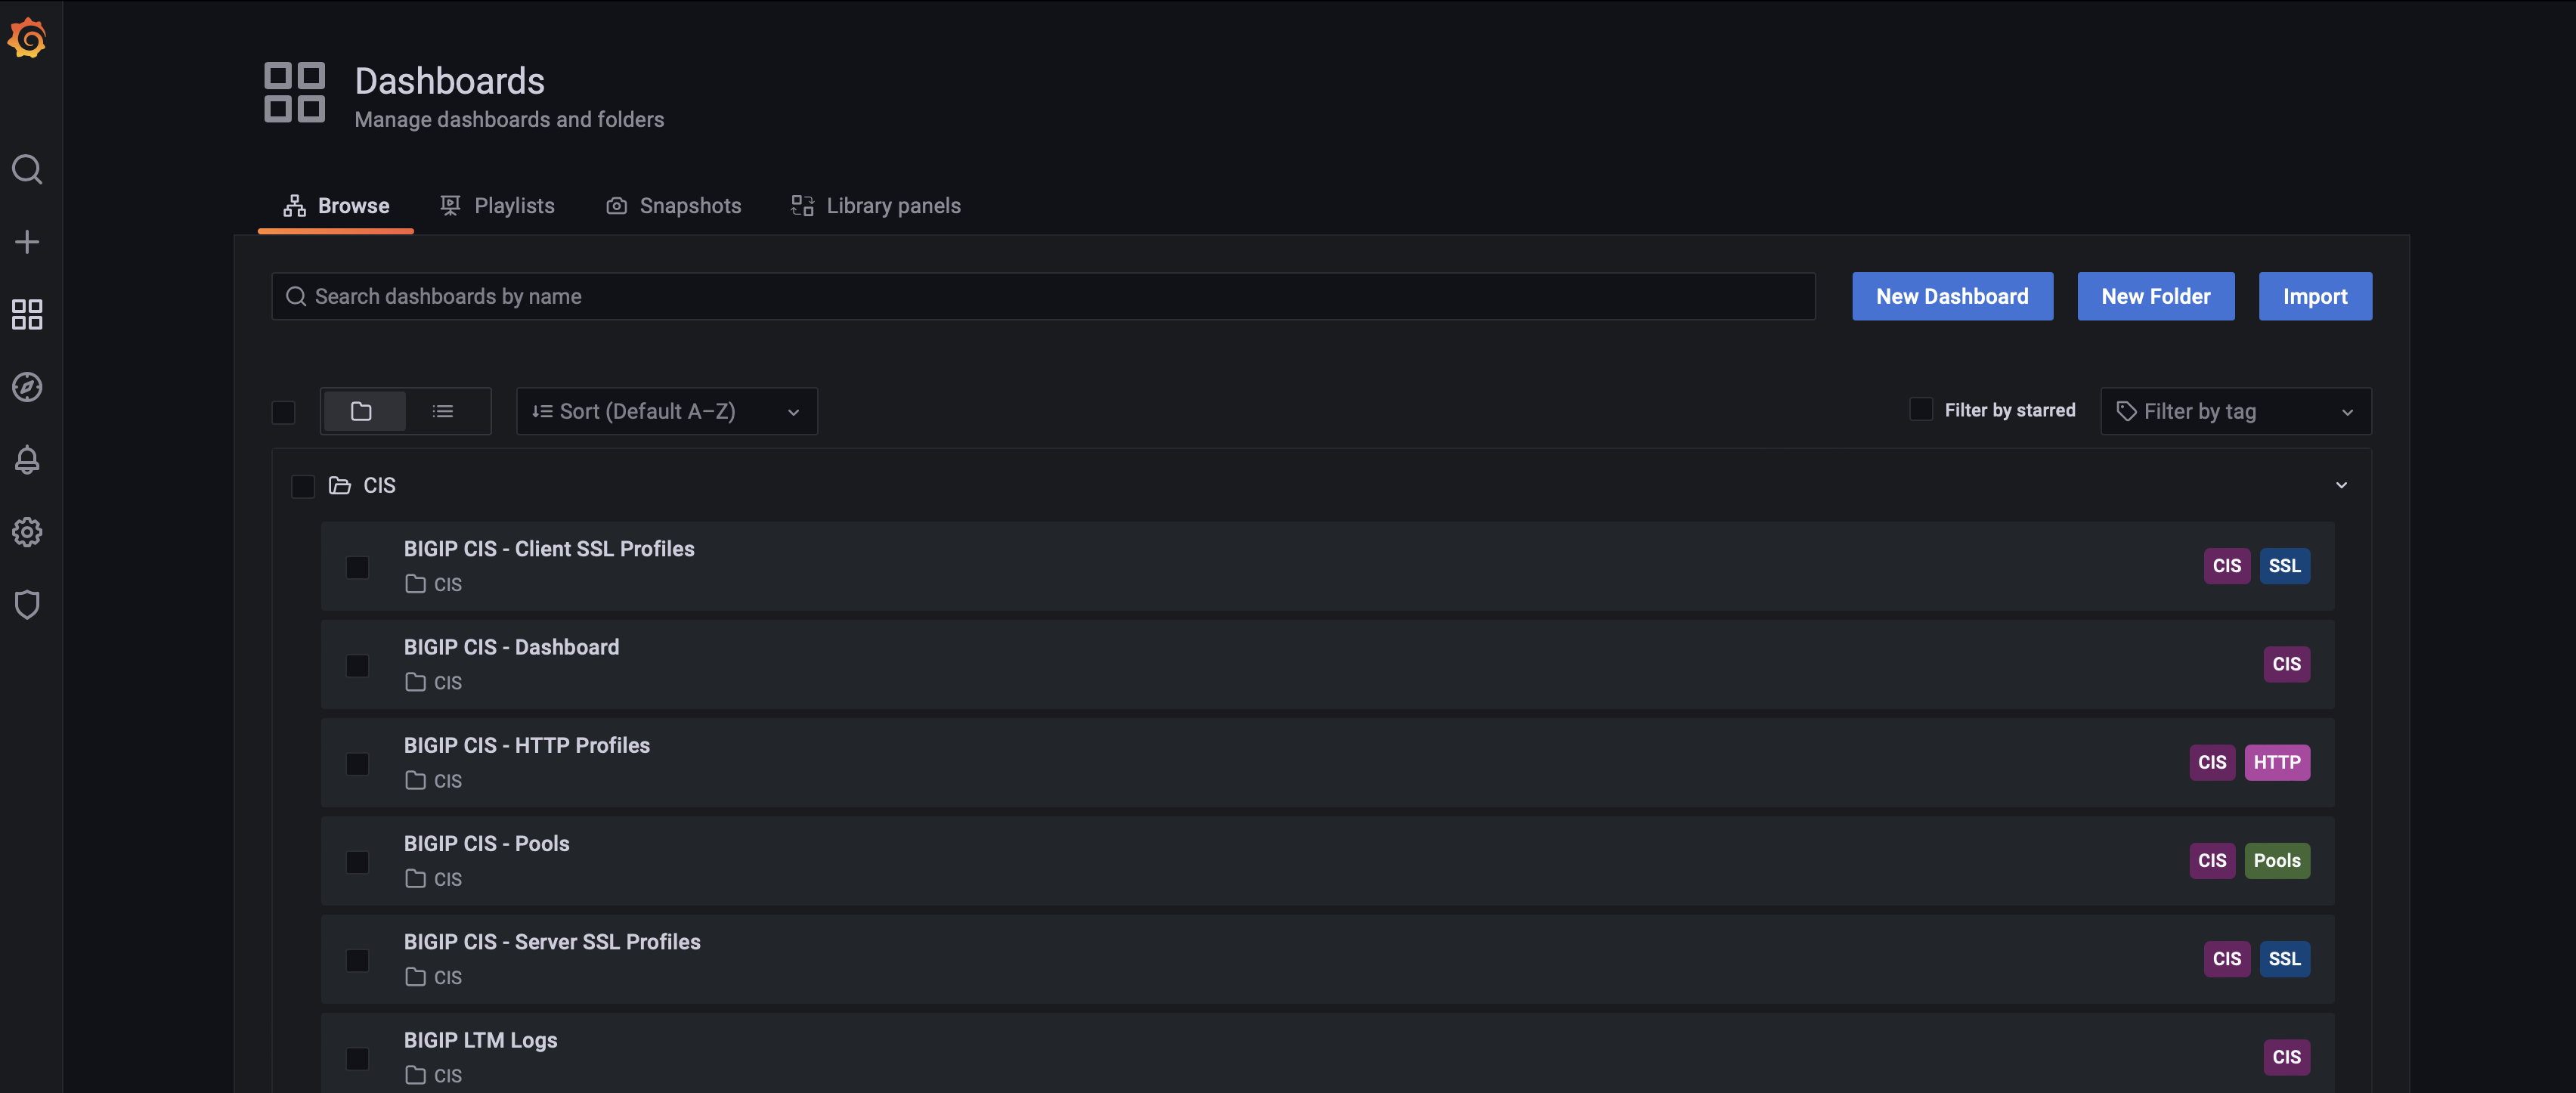 Dashboards
Manage dashboards and folders
Browse Playlists Snapshots Library panels
Search dashboards by name New Dashboard New Folder Import
Sort (Default A–Z) Filter by starred Filter by tag
CIS
BIGIP CIS - Client SSL Profiles
CIS
CIS SSL
BIGIP CIS - Dashboard
CIS
CIS
BIGIP CIS - HTTP Profiles
CIS
CIS HTTP
BIGIP CIS - Pools
CIS
CIS Pools
BIGIP CIS - Server SSL Profiles
CIS
CIS SSL
BIGIP LTM Logs
CIS
CIS